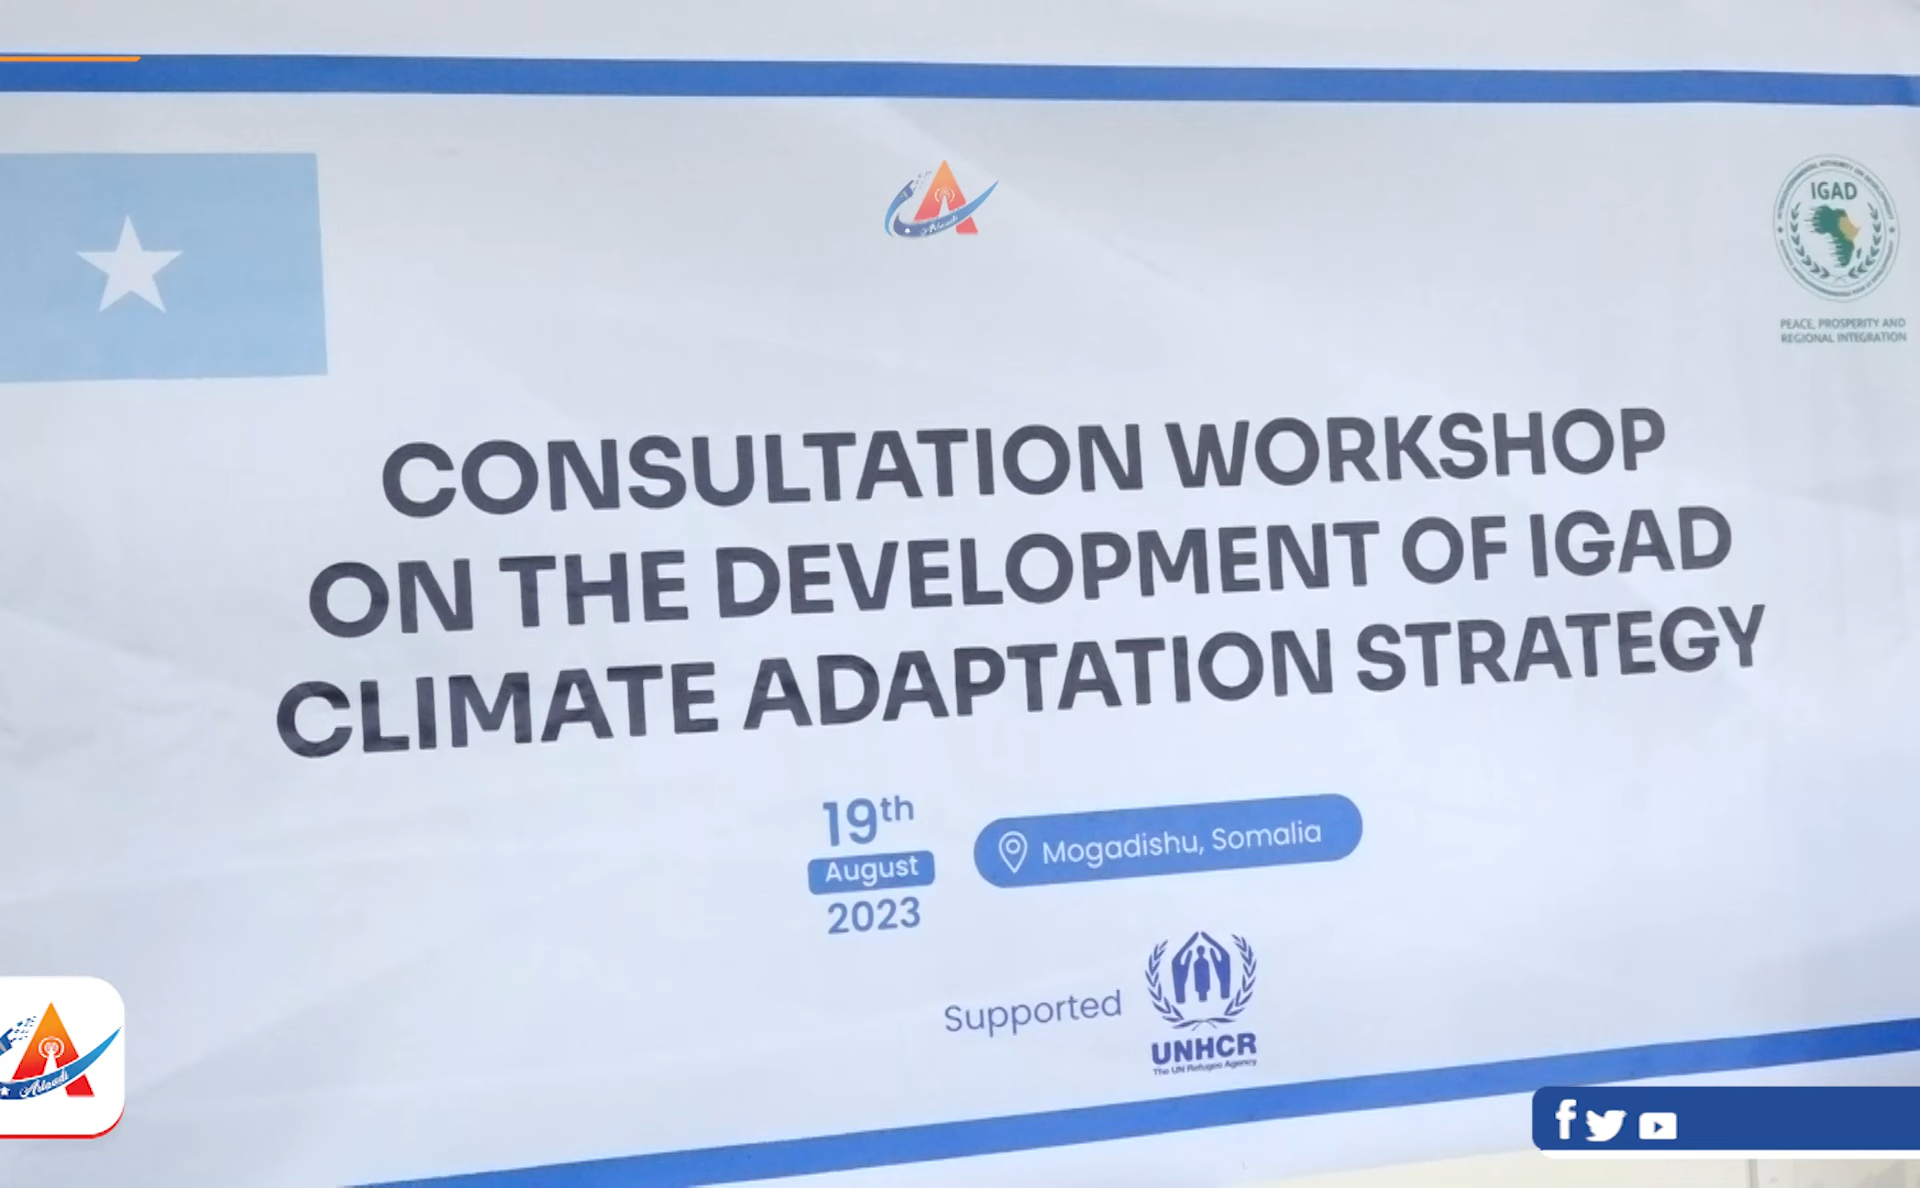 IGAD
PEACE, PROSPERITY AND
REGIONAL INTEGRATION
CONSULTATION WORKSHOP
ON THE DEVELOPMENT OF IGAD
CLIMATE ADAPTATION STRATEGY
19th
August
2023
Mogadishu, Somalia
Supported
UNHCR
The UN Refugee Agency